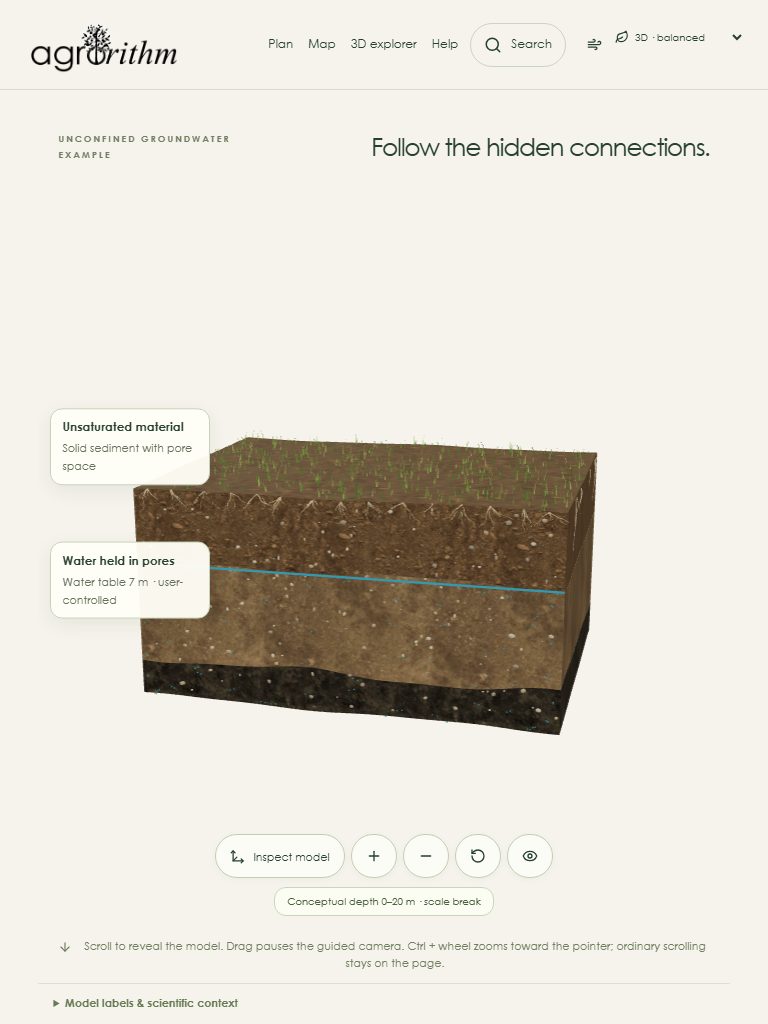 agrorithm
Plan Map 3D explorer Help Search 3D · balanced
UNCONFINED GROUNDWATER
EXAMPLE
Follow the hidden connections.
Unsaturated material
Solid sediment with pore
space
Water held in pores
Water table 7 m · user-
controlled
Inspect model
Conceptual depth 0–20 m · scale break
Scroll to reveal the model. Drag pauses the guided camera. Ctrl + wheel zooms toward the pointer; ordinary scrolling
stays on the page.
Model labels & scientific context